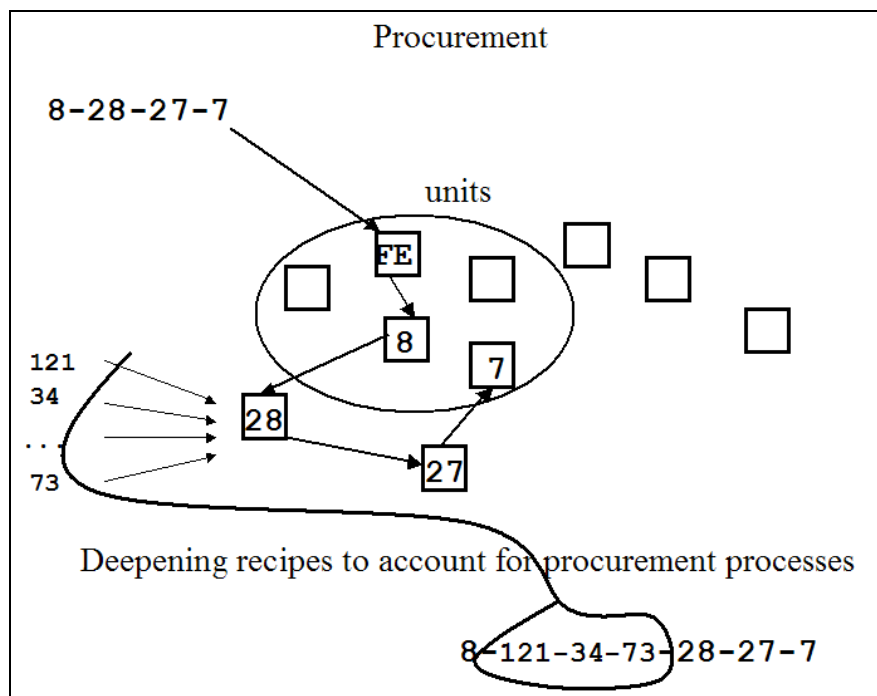 Procurement
8-28-27-7
units
FE
8
7
121
34
...
73
28
27
Deepening recipes to account for procurement processes
8-121-34-73-28-27-7